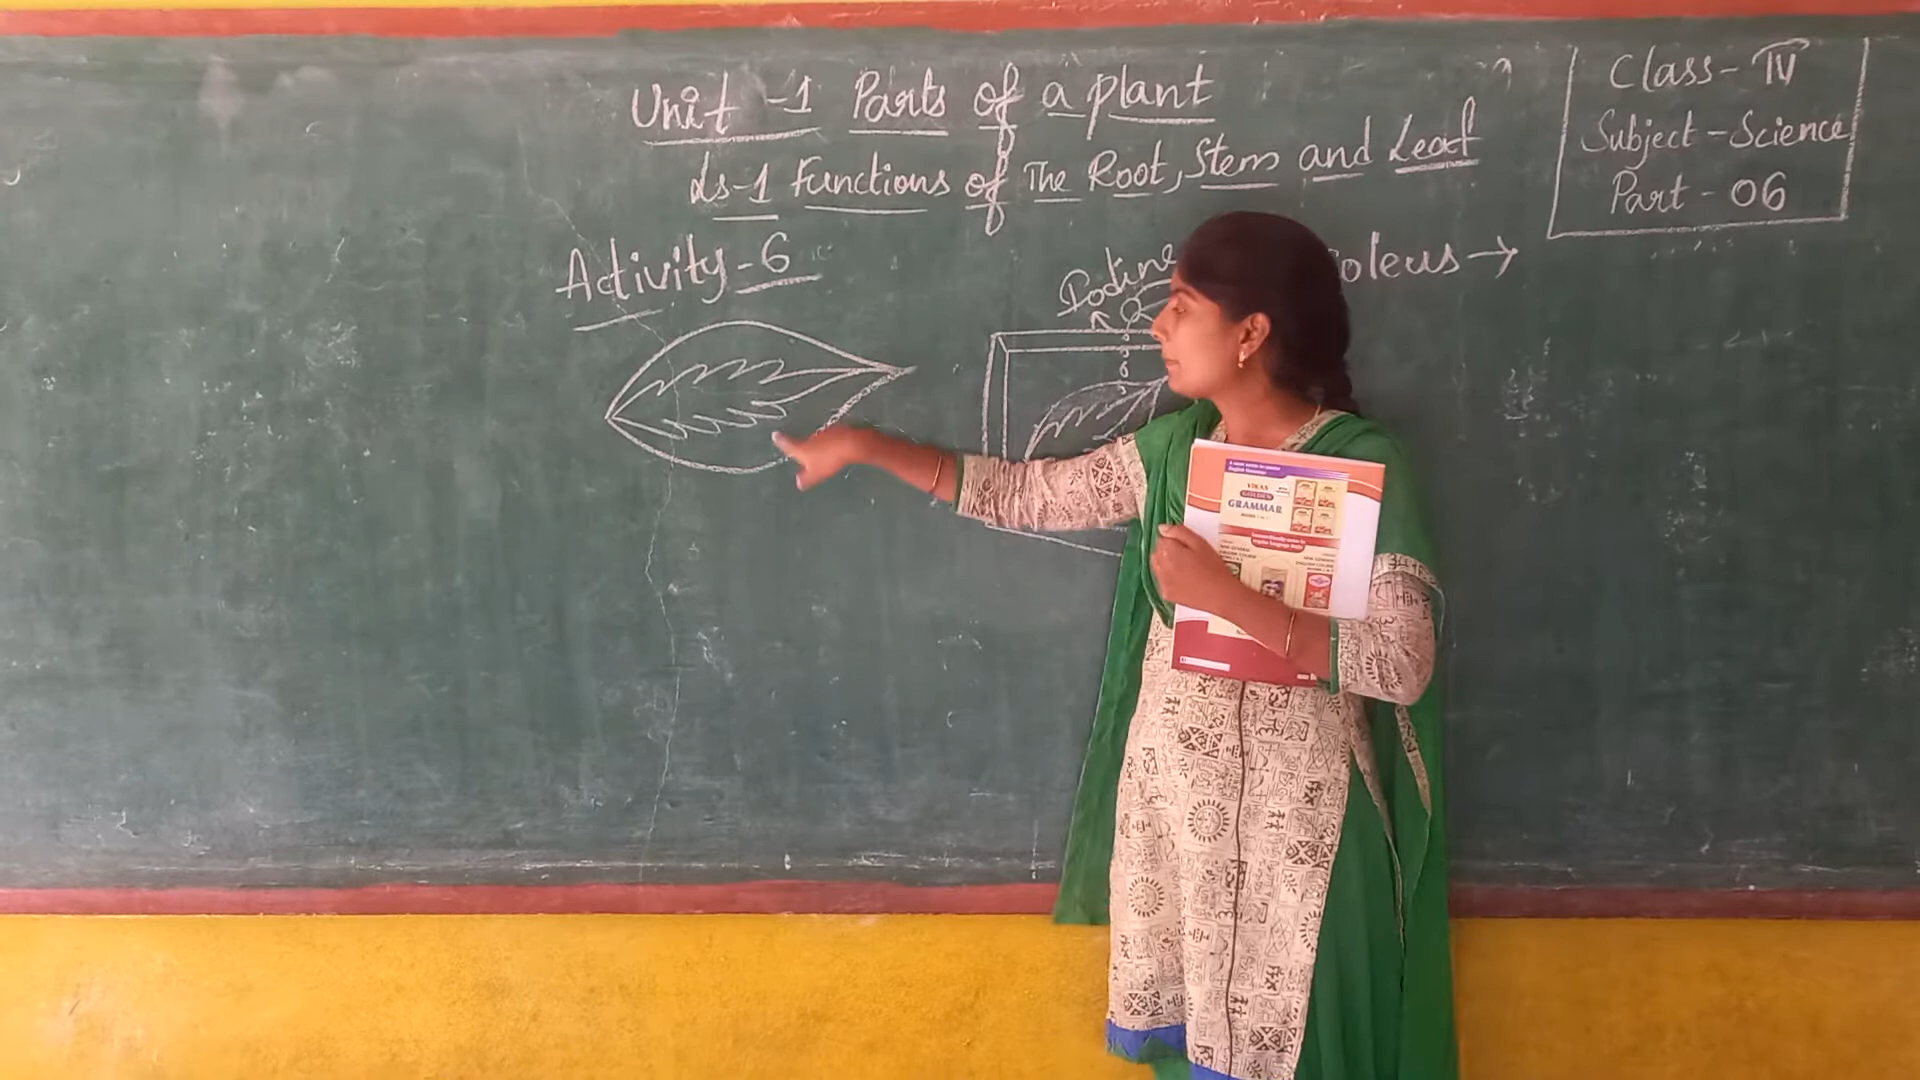 Unit - 1 Parts of a plant
Ls-1 Functions of The Root, Stem and Leaf
Class - IV
Subject - Science
Part - 06
Activity - 6
Iodine
oleus →
A
VIKAS
GOLDEN
GRAMMAR